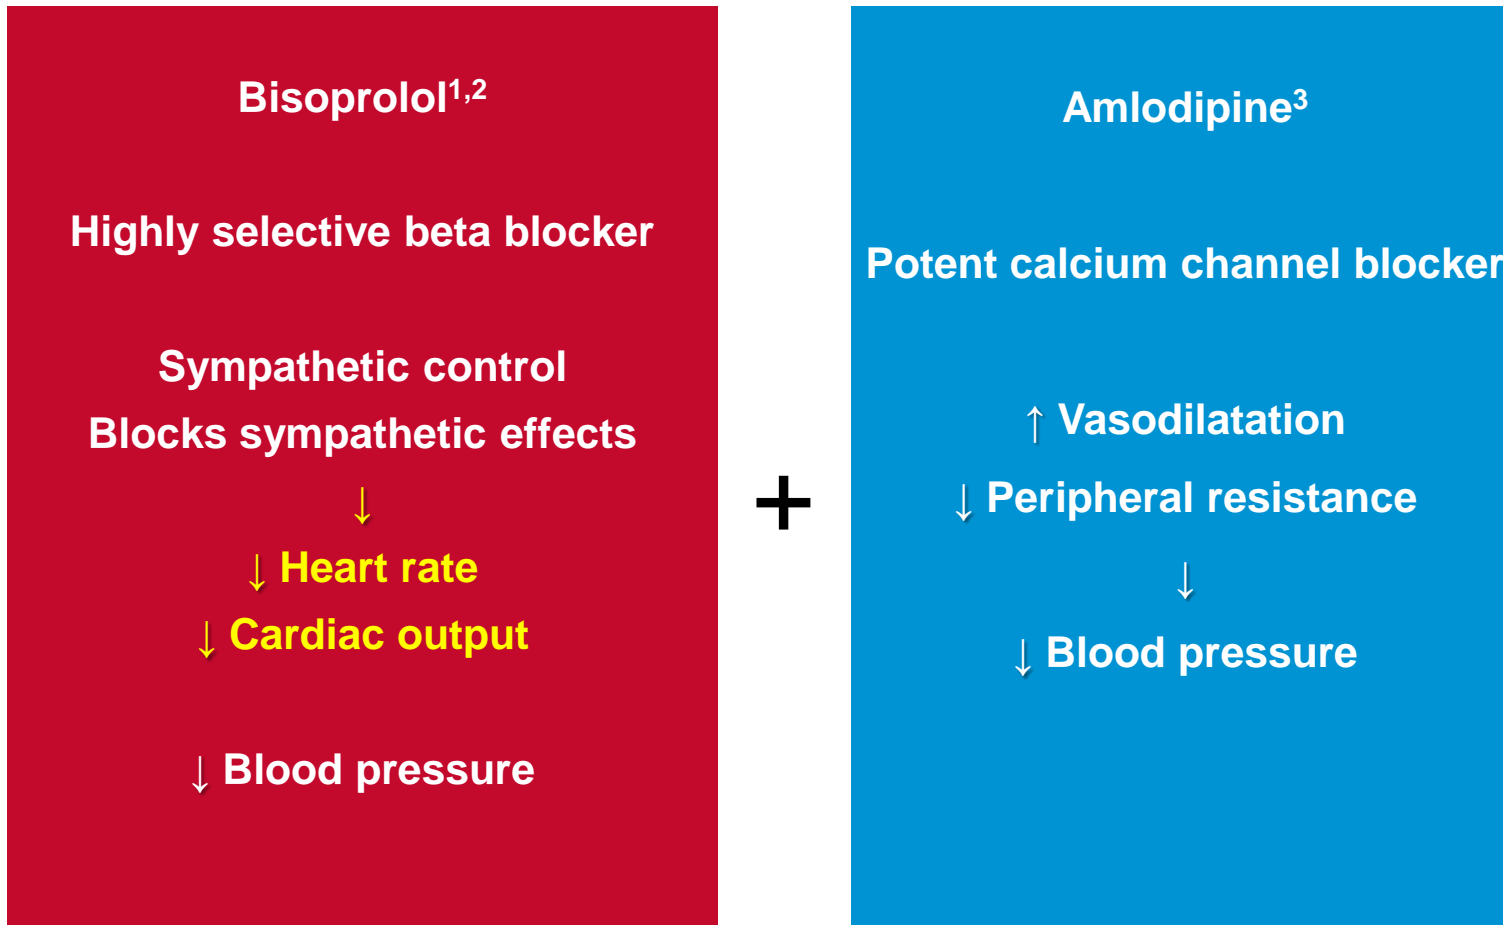 Bisoprolol1,2
Highly selective beta blocker
Sympathetic control
Blocks sympathetic effects
↓
↓ Heart rate
↓ Cardiac output
↓ Blood pressure
+
Amlodipine3
Potent calcium channel blocker
↑ Vasodilatation
↓ Peripheral resistance
↓
↓ Blood pressure